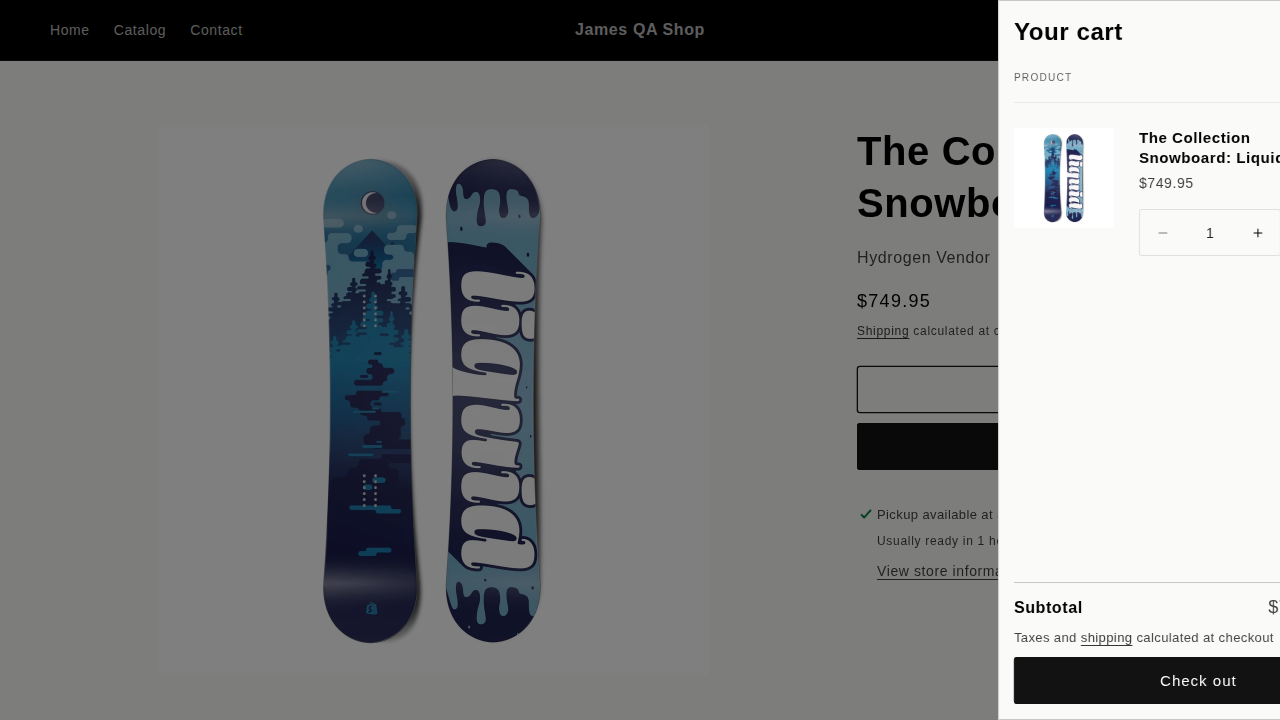 Home Catalog Contact
James QA Shop
The Co
Snowbo
Hydrogen Vendor
$749.95
Shipping calculated at c
Pickup available at
Usually ready in 1 h
View store informa
liquid
Your cart
PRODUCT
The Collection
Snowboard: Liquid
$749.95
1
Subtotal $
Taxes and shipping calculated at checkout
Check out